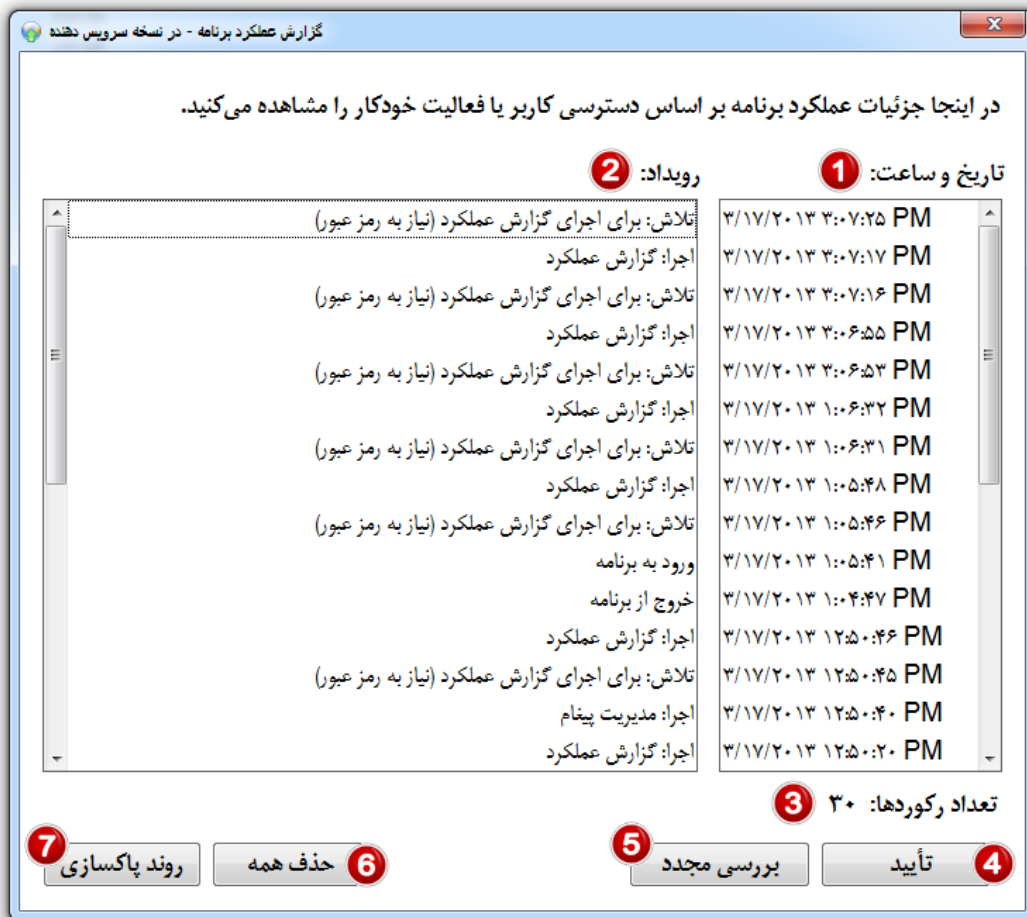 گزارش عملکرد برنامه - در نسخه سرویس دهنده
در اینجا جزئیات عملکرد برنامه بر اساس دسترسی کاربر یا فعالیت خودکار را مشاهده می‌کنید.
تاریخ و ساعت: 1 رویداد: 2
۳/۱۷/۲۰۱۳ ۳:۰۷:۲۵ PM تلاش: برای اجرای گزارش عملکرد (نیاز به رمز عبور)
۳/۱۷/۲۰۱۳ ۳:۰۷:۱۷ PM اجرا: گزارش عملکرد
۳/۱۷/۲۰۱۳ ۳:۰۷:۱۶ PM تلاش: برای اجرای گزارش عملکرد (نیاز به رمز عبور)
۳/۱۷/۲۰۱۳ ۳:۰۶:۵۵ PM اجرا: گزارش عملکرد
۳/۱۷/۲۰۱۳ ۳:۰۶:۵۳ PM تلاش: برای اجرای گزارش عملکرد (نیاز به رمز عبور)
۳/۱۷/۲۰۱۳ ۱:۰۶:۳۲ PM اجرا: گزارش عملکرد
۳/۱۷/۲۰۱۳ ۱:۰۶:۳۱ PM تلاش: برای اجرای گزارش عملکرد (نیاز به رمز عبور)
۳/۱۷/۲۰۱۳ ۱:۰۵:۴۸ PM اجرا: گزارش عملکرد
۳/۱۷/۲۰۱۳ ۱:۰۵:۴۶ PM تلاش: برای اجرای گزارش عملکرد (نیاز به رمز عبور)
۳/۱۷/۲۰۱۳ ۱:۰۵:۴۱ PM ورود به برنامه
۳/۱۷/۲۰۱۳ ۱:۰۴:۴۷ PM خروج از برنامه
۳/۱۷/۲۰۱۳ ۱۲:۵۰:۴۶ PM اجرا: گزارش عملکرد
۳/۱۷/۲۰۱۳ ۱۲:۵۰:۴۵ PM تلاش: برای اجرای گزارش عملکرد (نیاز به رمز عبور)
۳/۱۷/۲۰۱۳ ۱۲:۵۰:۴۰ PM اجرا: مدیریت پیغام
۳/۱۷/۲۰۱۳ ۱۲:۵۰:۲۰ PM اجرا: گزارش عملکرد
تعداد رکوردها: ۳۰ 3
4 تأیید 5 بررسی مجدد 6 حذف همه 7 روند پاکسازی